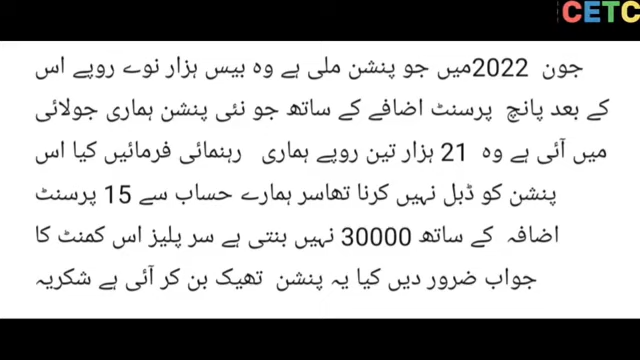 CETC
جون 2022میں جو پنشن ملی ہے وہ بیس ہزار نوے روپے اس
کے بعد پانچ پرسنٹ اضافے کے ساتھ جو نئی پنشن ہماری جولائی
میں آئی ہے وہ 21 ہزار تین روپے ہماری رہنمائی فرمائیں کیا اس
پنشن کو ڈبل نہیں کرنا تھاسر ہمارے حساب سے 15 پرسنٹ
اضافہ کے ساتھ 30000 نہیں بنتی ہے سر پلیز اس کمنٹ کا
جواب ضرور دیں کیا یہ پنشن تھیک بن کر آئی ہے شکریہ